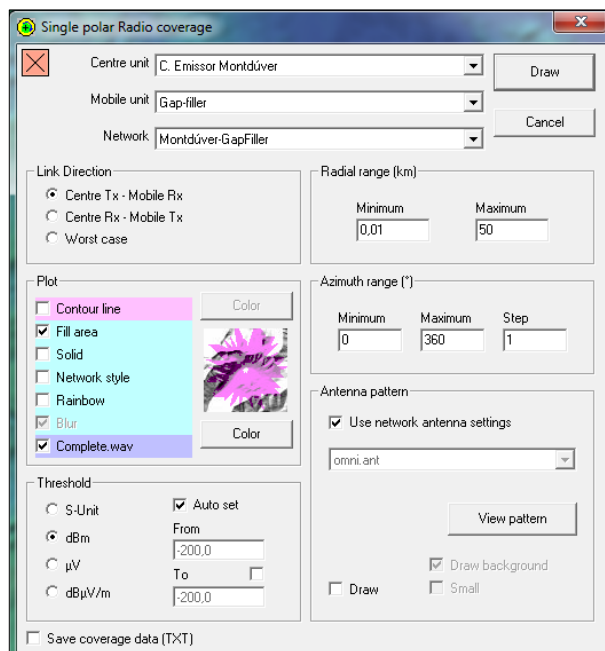 Single polar Radio coverage
Centre unit C. Emissor Montdúver
Draw
Mobile unit Gap-filler
Cancel
Network Montdúver-GapFiller
Link Direction
Centre Tx - Mobile Rx
Centre Rx - Mobile Tx
Worst case
Radial range (km)
Minimum Maximum
0,01 50
Plot
Contour line
Fill area
Solid
Network style
Rainbow
Blur
Complete.wav
Color
Color
Azimuth range (°)
Minimum Maximum Step
0 360 1
Antenna pattern
Use network antenna settings
omni.ant
View pattern
Draw background
Draw Small
Threshold
S-Unit
dBm
µV
dBµV/m
Auto set
From
-200,0
To
-200,0
Save coverage data (TXT)